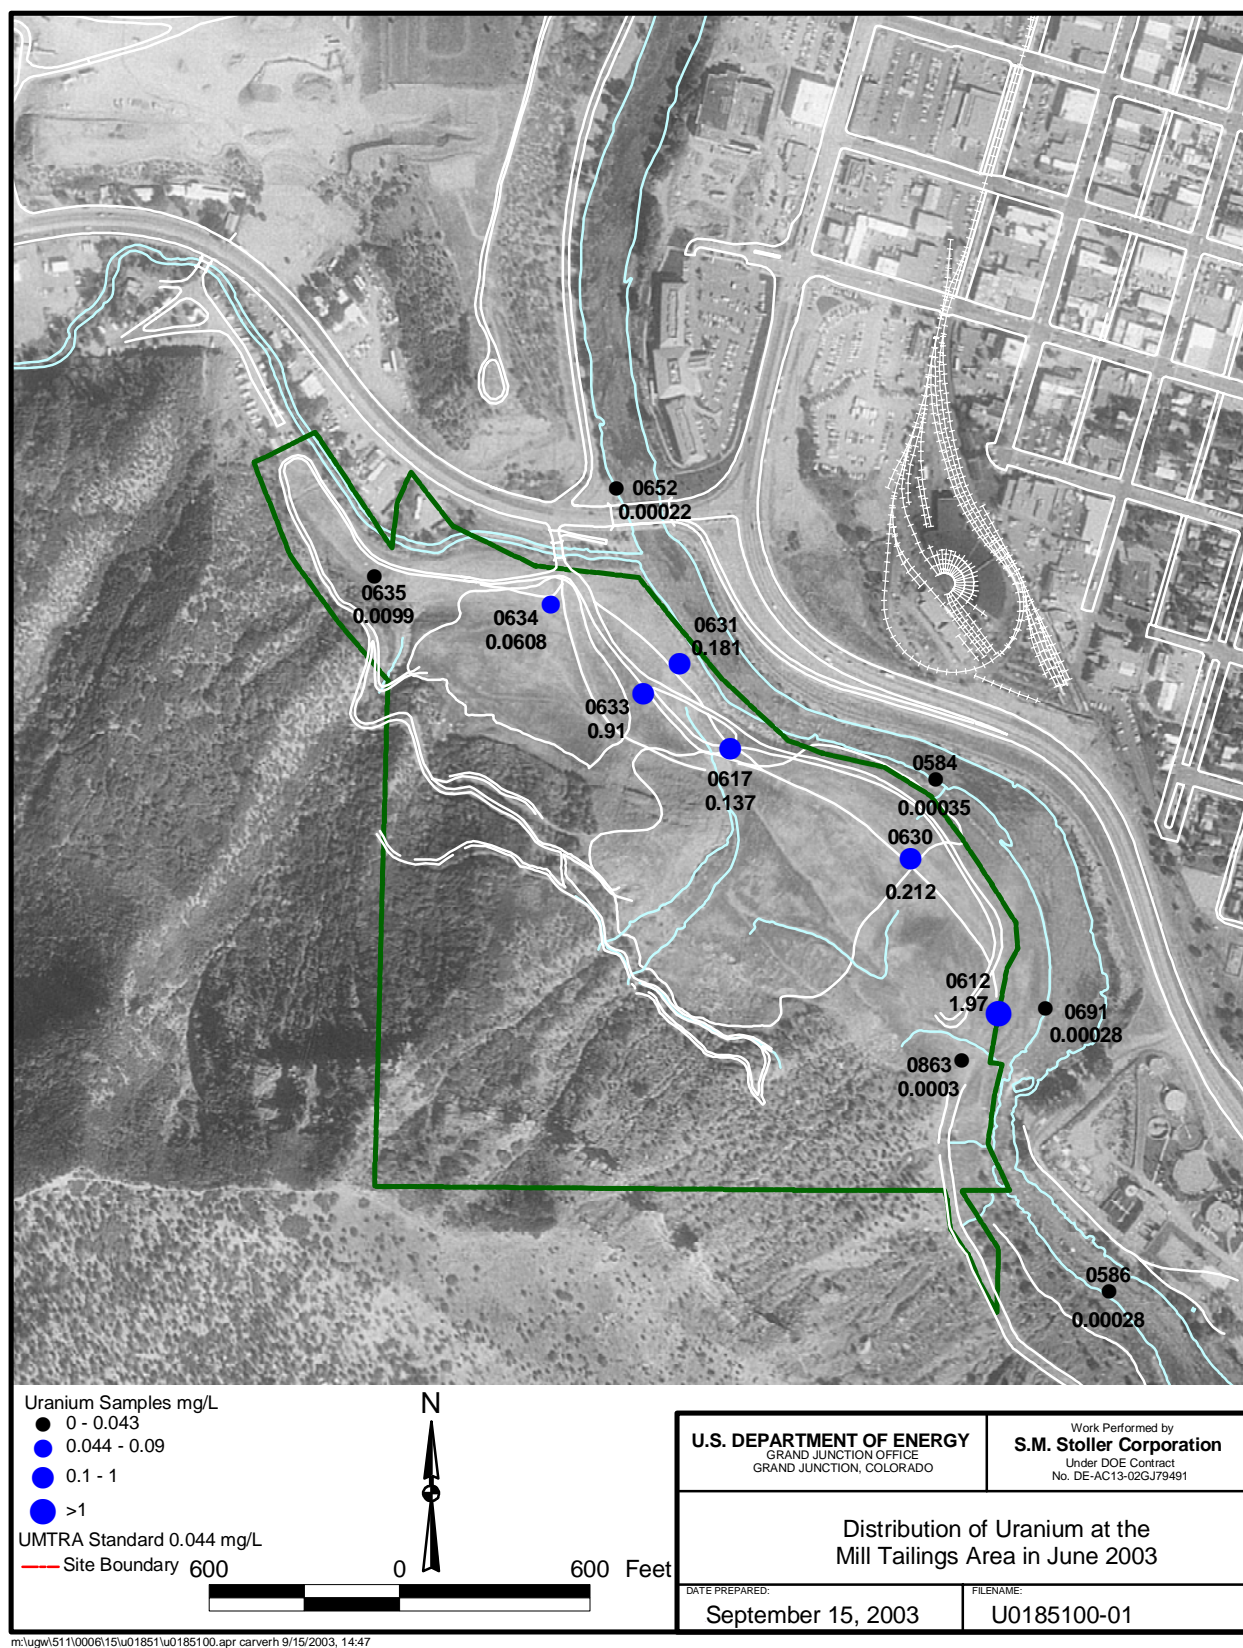 0652
0.00022
0635
0.0099
0634
0.0608
0631
0.181
0633
0.91
0617
0.137
0584
0.00035
0630
0.212
0612
1.97
0691
0.00028
0863
0.0003
0586
0.00028
Uranium Samples mg/L
0 - 0.043
0.044 - 0.09
0.1 - 1
>1
UMTRA Standard 0.044 mg/L
Site Boundary
N
600 0 600 Feet
U.S. DEPARTMENT OF ENERGY
GRAND JUNCTION OFFICE
GRAND JUNCTION, COLORADO
Work Performed by
S.M. Stoller Corporation
Under DOE Contract
No. DE-AC13-02GJ79491
Distribution of Uranium at the
Mill Tailings Area in June 2003
DATE PREPARED:
September 15, 2003
FILENAME:
U0185100-01
m:\ugw\511\0006\15\u01851\u0185100.apr carverh 9/15/2003, 14:47